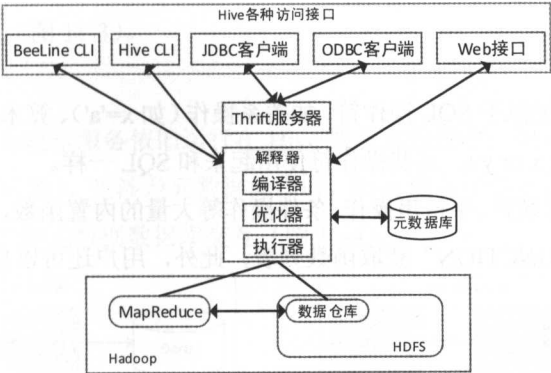 Hive各种访问接口
BeeLine CLI
Hive CLI
JDBC客户端
ODBC客户端
Web接口
Thrift服务器
解释器
编译器
优化器
执行器
元数据库
MapReduce
数据仓库
HDFS
Hadoop